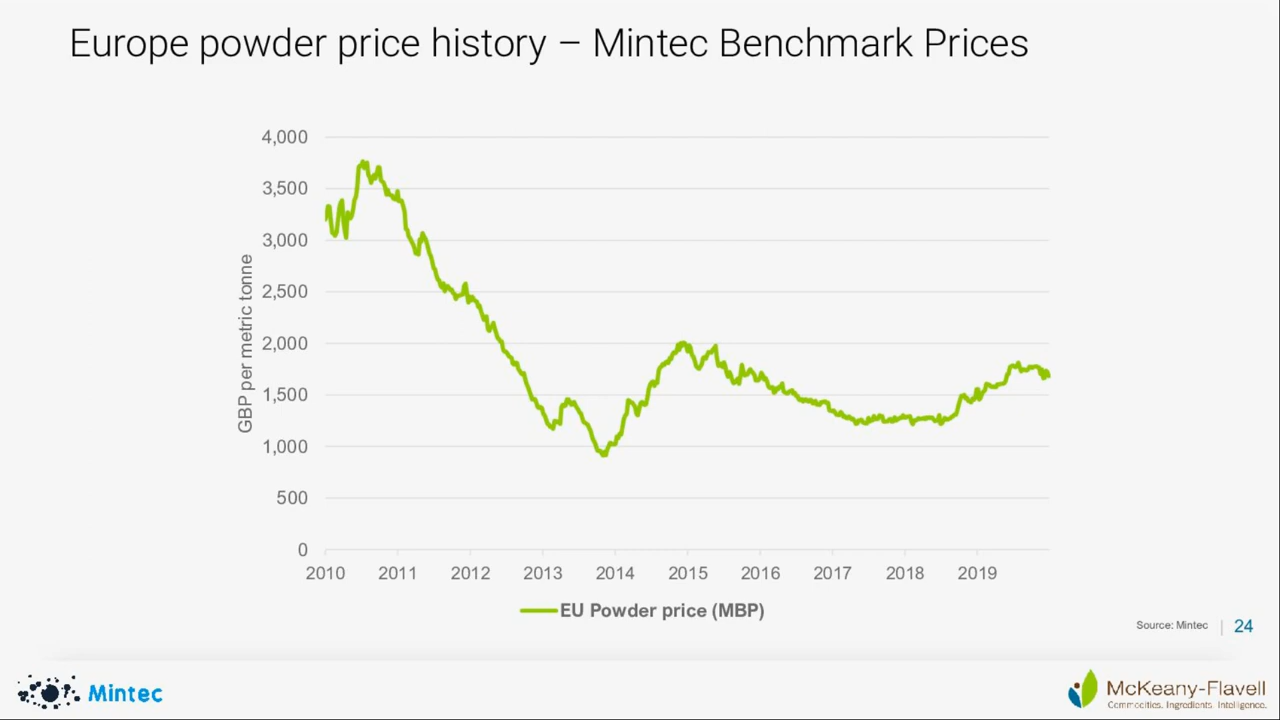 Europe powder price history – Mintec Benchmark Prices
4,000
3,500
3,000
2,500
2,000
1,500
1,000
500
0
GBP per metric tonne
2010 2011 2012 2013 2014 2015 2016 2017 2018 2019
EU Powder price (MBP)
Source: Mintec | 24
Mintec
McKeany-Flavell
Commodities. Ingredients. Intelligence.